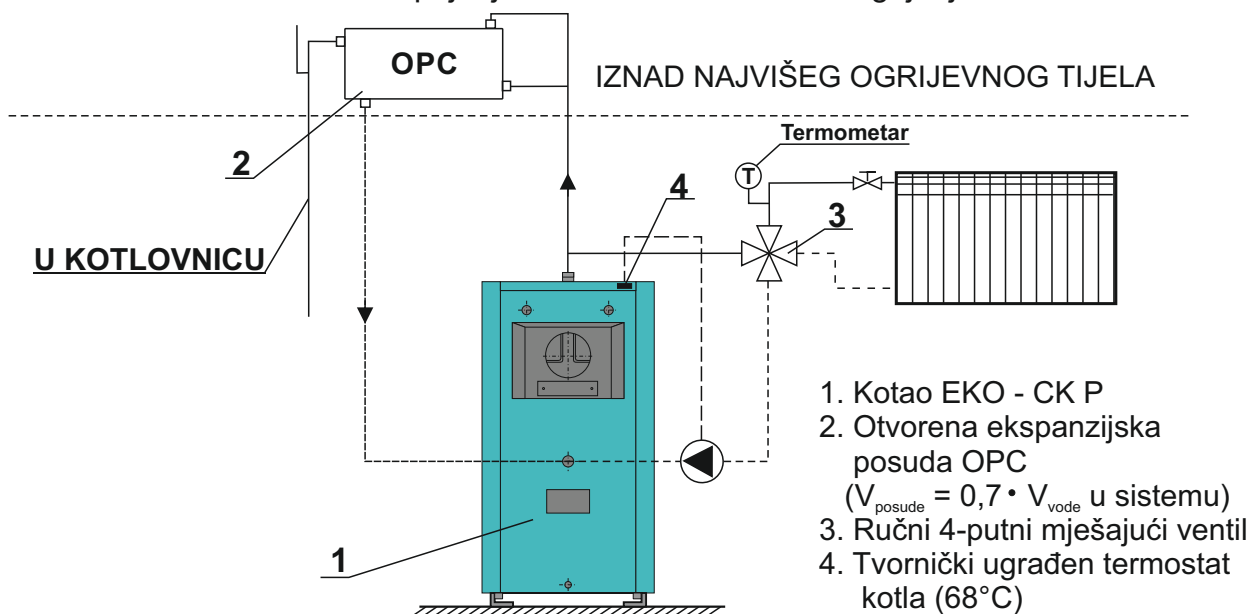 OPC
IZNAD NAJVIŠEG OGRIJEVNOG TIJELA
Termometar
2
T
4
3
U KOTLOVNICU
1
1. Kotao EKO - CK P
2. Otvorena ekspanzijska
posuda OPC
(Vposude = 0,7 • Vvode u sistemu)
3. Ručni 4-putni mješajući ventil
4. Tvornički ugrađen termostat
kotla (68°C)